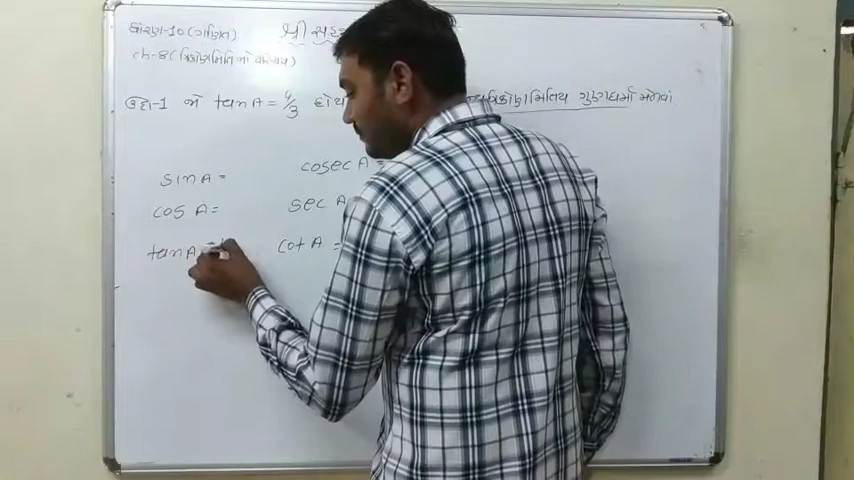 ધોરણ-10 (ગણિત) શ્રી
ch-8 (ત્રિકોણમિતિનો પરિચય)
ઉદા-1 જો tan A = 4/3 હોય ત્રિકોણમિતિય ગુણોત્તરો મેળવો
sin A = cosec A =
cos A = sec A
tan A = cot A =